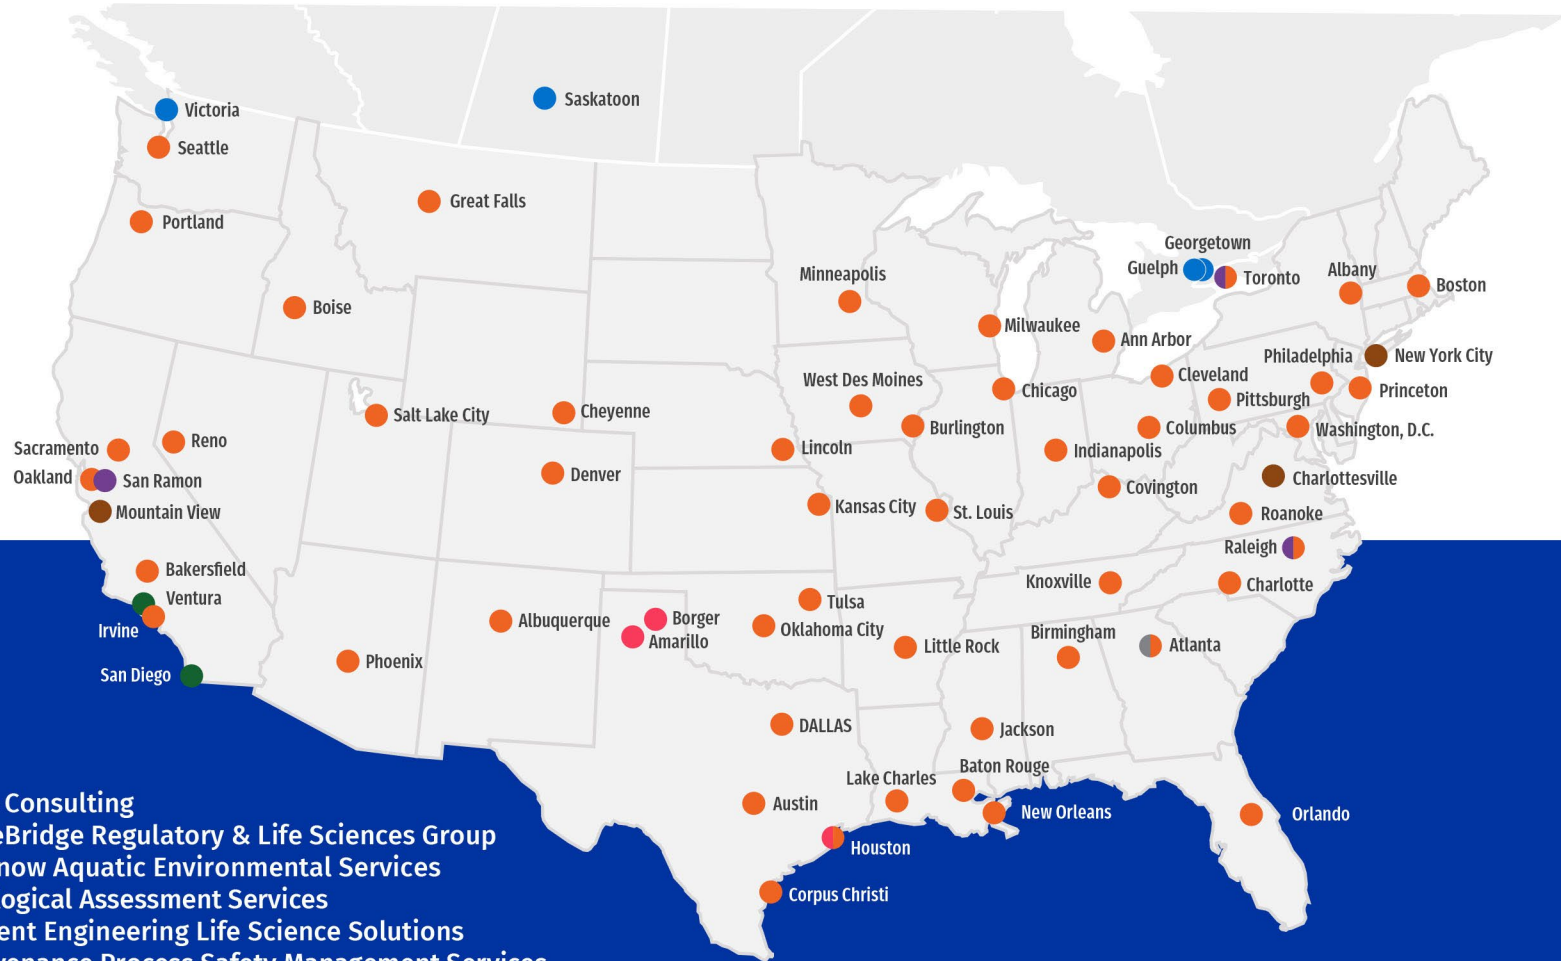 Victoria
Saskatoon
Seattle
Great Falls
Portland
Georgetown
Guelph
Toronto
Minneapolis
Albany
Boston
Boise
Milwaukee
Ann Arbor
Philadelphia
New York City
West Des Moines
Cleveland
Chicago
Pittsburgh
Princeton
Salt Lake City
Cheyenne
Burlington
Columbus
Washington, D.C.
Sacramento
Reno
Lincoln
Indianapolis
Oakland
San Ramon
Denver
Charlottesville
Covington
Mountain View
Kansas City
St. Louis
Roanoke
Raleigh
Bakersfield
Knoxville
Charlotte
Ventura
Tulsa
Irvine
Albuquerque
Borger
Amarillo
Oklahoma City
Birmingham
Little Rock
Atlanta
Phoenix
San Diego
DALLAS
Jackson
Baton Rouge
Lake Charles
Austin
New Orleans
Orlando
Houston
Corpus Christi
Consulting
eBridge Regulatory & Life Sciences Group
now Aquatic Environmental Services
ogical Assessment Services
ent Engineering Life Science Solutions
Process Safety Management Services